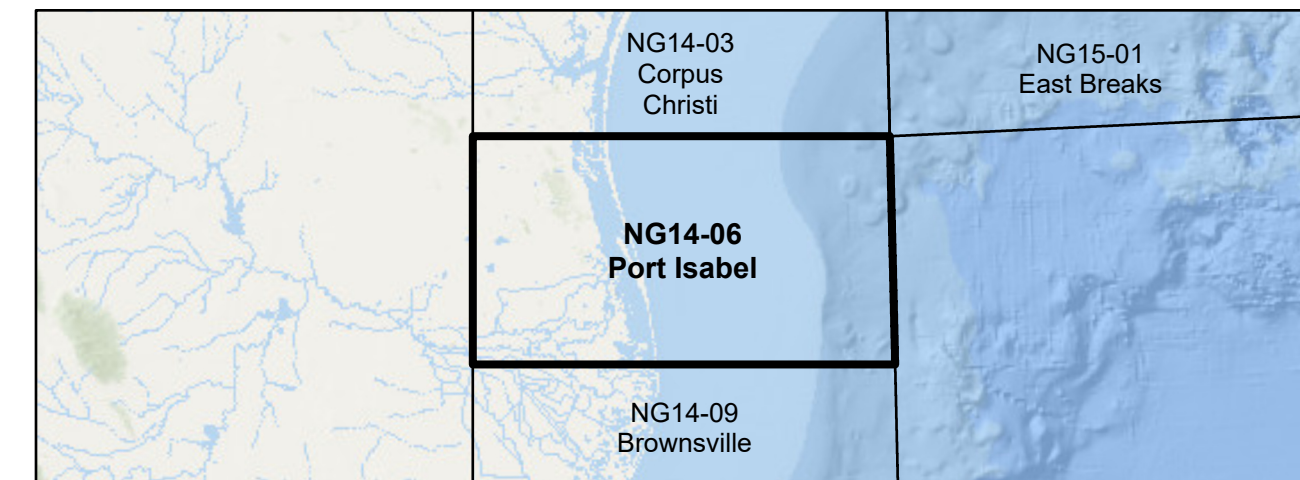 NG14-03
Corpus
Christi
NG15-01
East Breaks
NG14-06
Port Isabel
NG14-09
Brownsville